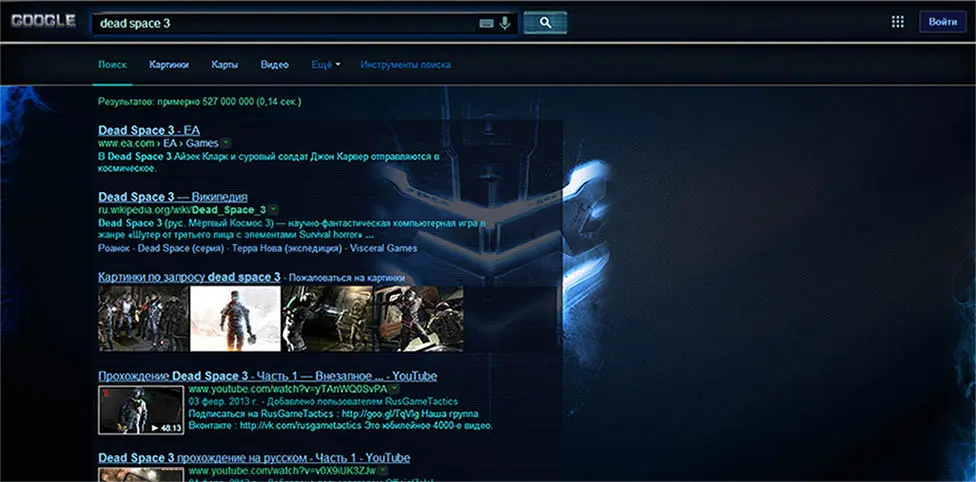 GOOGLE
dead space 3
Войти
Поиск Картинки Карты Видео Ещё Инструменты поиска
Результатов: примерно 527 000 000 (0,14 сек.)
Dead Space 3 - EA
www.ea.com › EA › Games
В Dead Space 3 Айзек Кларк и суровый солдат Джон Карвер отправляются в
космическое.
Dead Space 3 — Википедия
ru.wikipedia.org/wiki/Dead_Space_3
Dead Space 3 (рус. Мёртвый Космос 3) — научно-фантастическая компьютерная игра в
жанре «Шутер от третьего лица с элементами Survival horror» ...
Роанок · Dead Space (серия) · Терра Нова (экспедиция) · Visceral Games
Картинки по запросу dead space 3 - Пожаловаться на картинки
Прохождение Dead Space 3 - Часть 1 — Внезапное ... - YouTube
www.youtube.com/watch?v=yTAnWQ0SvPA
03 февр. 2013 г. - Добавлено пользователем RusGameTactics
Подписаться на RusGameTactics : http://goo.gl/TqVlg Наша группа
Вконтакте : http://vk.com/rusgametactics Это юбилейное 4000-е видео.
48:13
Dead Space 3 прохождение на русском - Часть 1 - YouTube
www.youtube.com/watch?v=v0X9iUK3ZJw